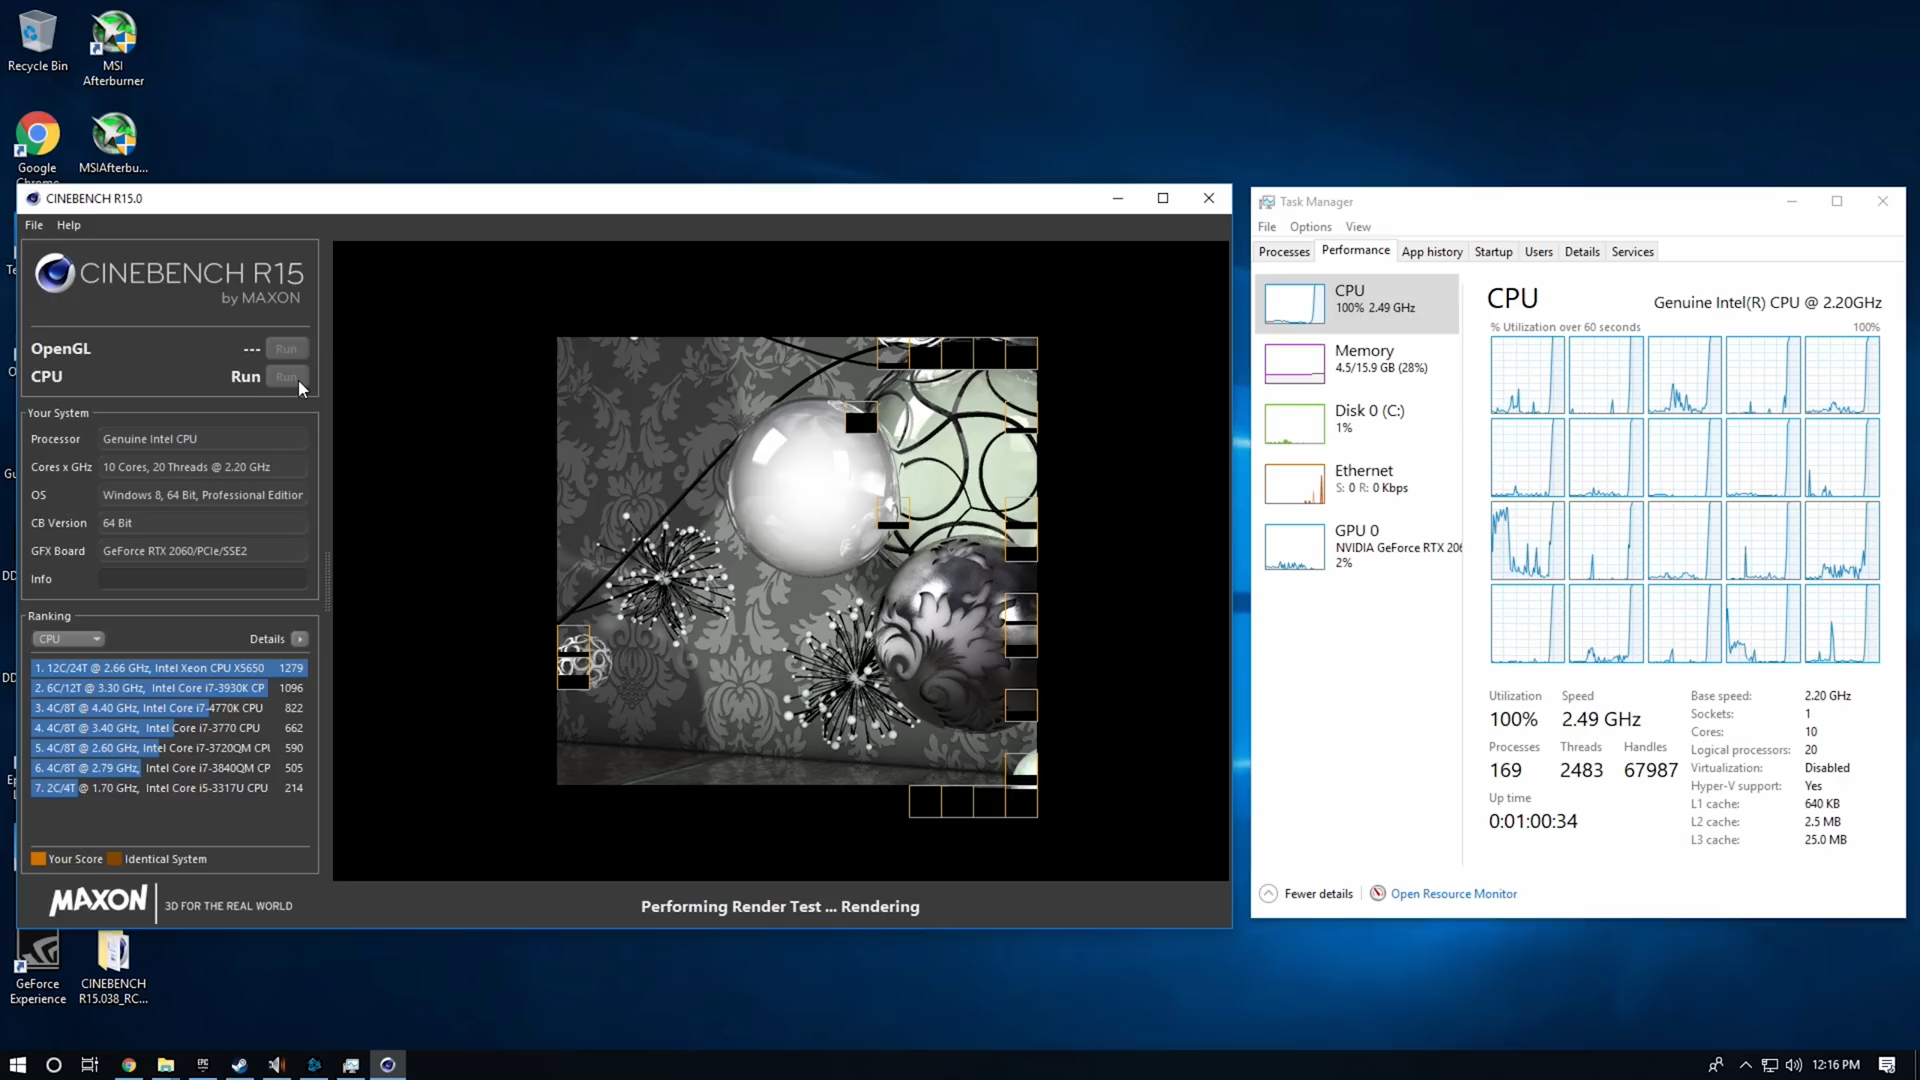 Recycle Bin
MSI
Afterburner
Google
Chrome
MSIAfterbu...
CINEBENCH R15.0
File Help
CINEBENCH R15
by MAXON
OpenGL --- Run
CPU Run Run
Your System
Processor Genuine Intel CPU
Cores x GHz 10 Cores, 20 Threads @ 2.20 GHz
OS Windows 8, 64 Bit, Professional Edition
CB Version 64 Bit
GFX Board GeForce RTX 2060/PCIe/SSE2
Info
Ranking
CPU Details
1. 12C/24T @ 2.66 GHz, Intel Xeon CPU X5650 1279
2. 6C/12T @ 3.30 GHz, Intel Core i7-3930K CP 1096
3. 4C/8T @ 4.40 GHz, Intel Core i7-4770K CPU 822
4. 4C/8T @ 3.40 GHz, Intel Core i7-3770 CPU 662
5. 4C/8T @ 2.60 GHz, Intel Core i7-3720QM CPU 590
6. 4C/8T @ 2.79 GHz, Intel Core i7-3840QM CP 505
7. 2C/4T @ 1.70 GHz, Intel Core i5-3317U CPU 214
Your Score Identical System
MAXON 3D FOR THE REAL WORLD
Performing Render Test ... Rendering
Task Manager
File Options View
Processes Performance App history Startup Users Details Services
CPU
100% 2.49 GHz
Memory
4.5/15.9 GB (28%)
Disk 0 (C:)
1%
Ethernet
S: 0 R: 0 Kbps
GPU 0
NVIDIA GeForce RTX 206
2%
CPU Genuine Intel(R) CPU @ 2.20GHz
% Utilization over 60 seconds 100%
Utilization Speed
100% 2.49 GHz
Processes Threads Handles
169 2483 67987
Up time
0:01:00:34
Base speed: 2.20 GHz
Sockets: 1
Cores: 10
Logical processors: 20
Virtualization: Disabled
Hyper-V support: Yes
L1 cache: 640 KB
L2 cache: 2.5 MB
L3 cache: 25.0 MB
Fewer details Open Resource Monitor
GeForce
Experience
CINEBENCH
R15.038_RC...
EPIC
12:16 PM